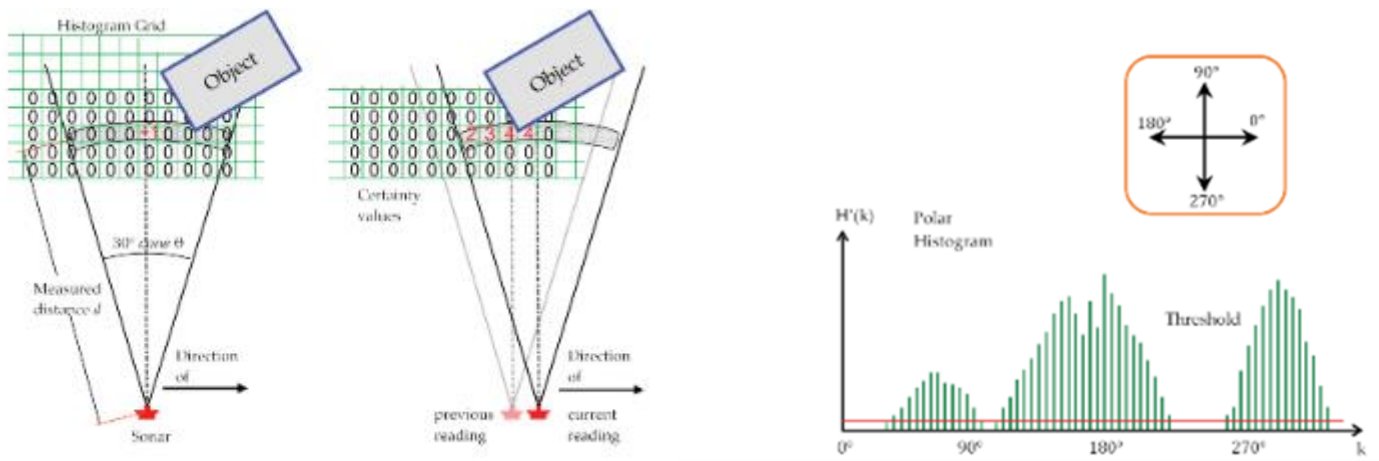 Histogram Grid
Object
0 0 0 0 0 0 0 0
0 0 0 0 0 0 0 0
0 0 0 0 0 0 +1 0 0 0 0
0 0 0 0 0 0 0 0 0 0 0
0 0 0 0 0 0 0 0 0 0 0
30° cone θ
Measured
distance d
Direction
of
Sonar
Object
0 0 0 0 0 0 0 0
0 0 0 0 0 0 0 0
0 0 0 0 0 0 2 3 4 4 0
0 0 0 0 0 0 0 0 0 0 0
0 0 0 0 0 0 0 0 0 0 0
Certainty
values
Direction
of
previous
reading
current
reading
90°
180°
0°
270°
H'(k)
Polar
Histogram
Threshold
0°
90°
180°
270°
k